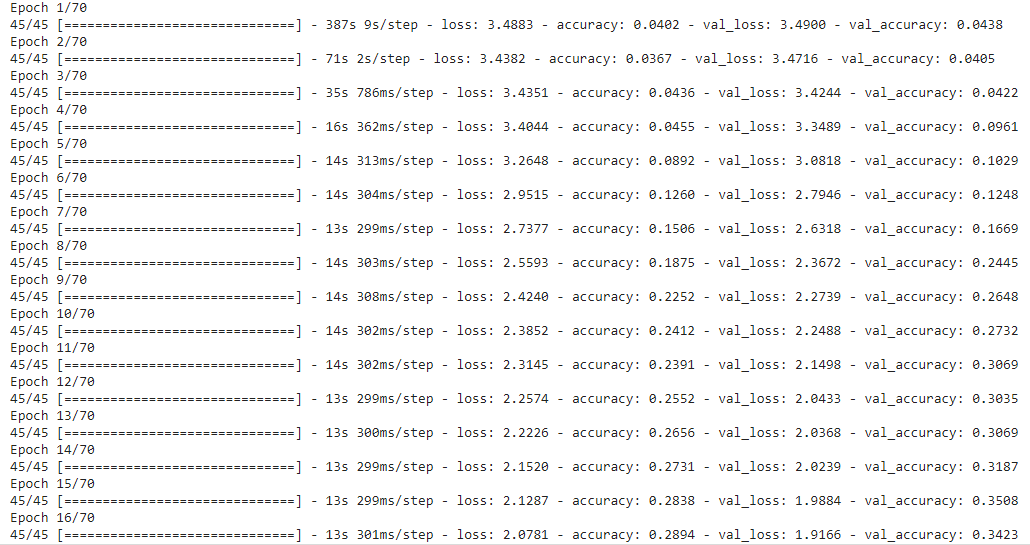 Epoch 1/70
45/45 [==============================] - 387s 9s/step - loss: 3.4883 - accuracy: 0.0402 - val_loss: 3.4900 - val_accuracy: 0.0438
Epoch 2/70
45/45 [==============================] - 71s 2s/step - loss: 3.4382 - accuracy: 0.0367 - val_loss: 3.4716 - val_accuracy: 0.0405
Epoch 3/70
45/45 [==============================] - 35s 786ms/step - loss: 3.4351 - accuracy: 0.0436 - val_loss: 3.4244 - val_accuracy: 0.0422
Epoch 4/70
45/45 [==============================] - 16s 362ms/step - loss: 3.4044 - accuracy: 0.0455 - val_loss: 3.3489 - val_accuracy: 0.0961
Epoch 5/70
45/45 [==============================] - 14s 313ms/step - loss: 3.2648 - accuracy: 0.0892 - val_loss: 3.0818 - val_accuracy: 0.1029
Epoch 6/70
45/45 [==============================] - 14s 304ms/step - loss: 2.9515 - accuracy: 0.1260 - val_loss: 2.7946 - val_accuracy: 0.1248
Epoch 7/70
45/45 [==============================] - 13s 299ms/step - loss: 2.7377 - accuracy: 0.1506 - val_loss: 2.6318 - val_accuracy: 0.1669
Epoch 8/70
45/45 [==============================] - 14s 303ms/step - loss: 2.5593 - accuracy: 0.1875 - val_loss: 2.3672 - val_accuracy: 0.2445
Epoch 9/70
45/45 [==============================] - 14s 308ms/step - loss: 2.4240 - accuracy: 0.2252 - val_loss: 2.2739 - val_accuracy: 0.2648
Epoch 10/70
45/45 [==============================] - 14s 302ms/step - loss: 2.3852 - accuracy: 0.2412 - val_loss: 2.2488 - val_accuracy: 0.2732
Epoch 11/70
45/45 [==============================] - 14s 302ms/step - loss: 2.3145 - accuracy: 0.2391 - val_loss: 2.1498 - val_accuracy: 0.3069
Epoch 12/70
45/45 [==============================] - 13s 299ms/step - loss: 2.2574 - accuracy: 0.2552 - val_loss: 2.0433 - val_accuracy: 0.3035
Epoch 13/70
45/45 [==============================] - 13s 300ms/step - loss: 2.2226 - accuracy: 0.2656 - val_loss: 2.0368 - val_accuracy: 0.3069
Epoch 14/70
45/45 [==============================] - 13s 299ms/step - loss: 2.1520 - accuracy: 0.2731 - val_loss: 2.0239 - val_accuracy: 0.3187
Epoch 15/70
45/45 [==============================] - 13s 299ms/step - loss: 2.1287 - accuracy: 0.2838 - val_loss: 1.9884 - val_accuracy: 0.3508
Epoch 16/70
45/45 [==============================] - 13s 301ms/step - loss: 2.0781 - accuracy: 0.2894 - val_loss: 1.9166 - val_accuracy: 0.3423